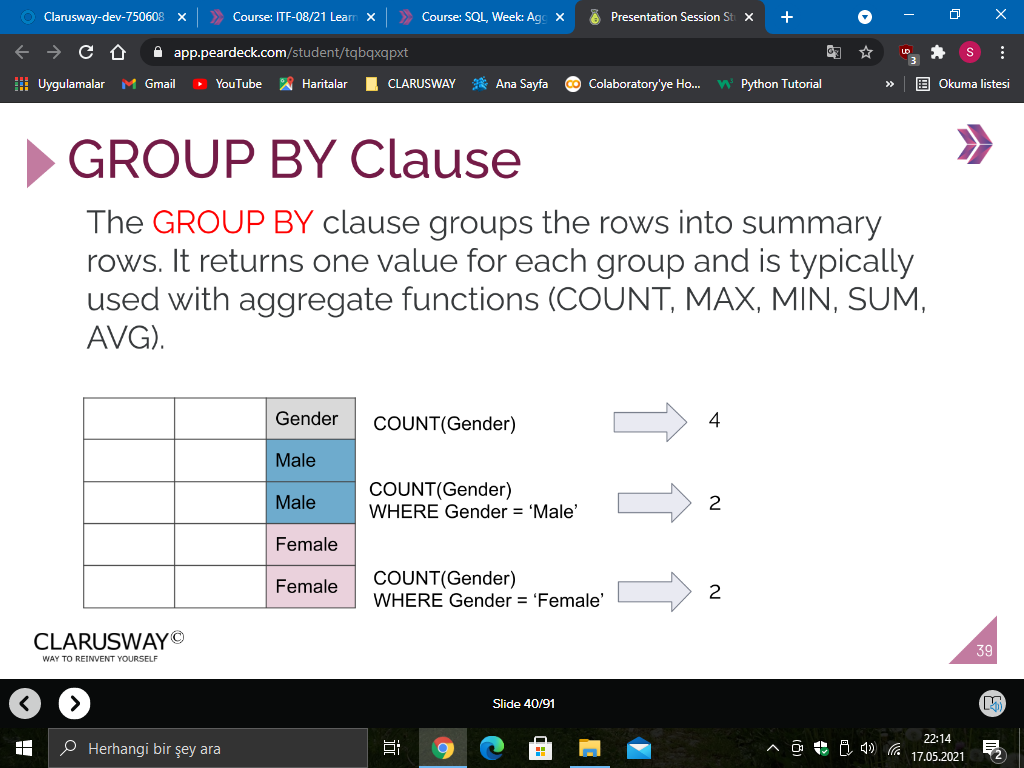 Clarusway-dev-750608
Course: ITF-08/21 Learn
Course: SQL, Week: Agg
Presentation Session St
app.peardeck.com/student/tqbqxqpxt
UD
3
S
Uygulamalar
Gmail
YouTube
Haritalar
CLARUSWAY
Ana Sayfa
Colaboratory'ye Ho...
Python Tutorial
»
Okuma listesi
GROUP BY Clause
The GROUP BY clause groups the rows into summary
rows. It returns one value for each group and is typically
used with aggregate functions (COUNT, MAX, MIN, SUM,
AVG).
Gender
COUNT(Gender)
4
Male
Male
COUNT(Gender)
WHERE Gender = ‘Male’
2
Female
Female
COUNT(Gender)
WHERE Gender = ‘Female’
2
CLARUSWAY©
WAY TO REINVENT YOURSELF
39
Slide 40/91
Herhangi bir şey ara
22:14
17.05.2021
2